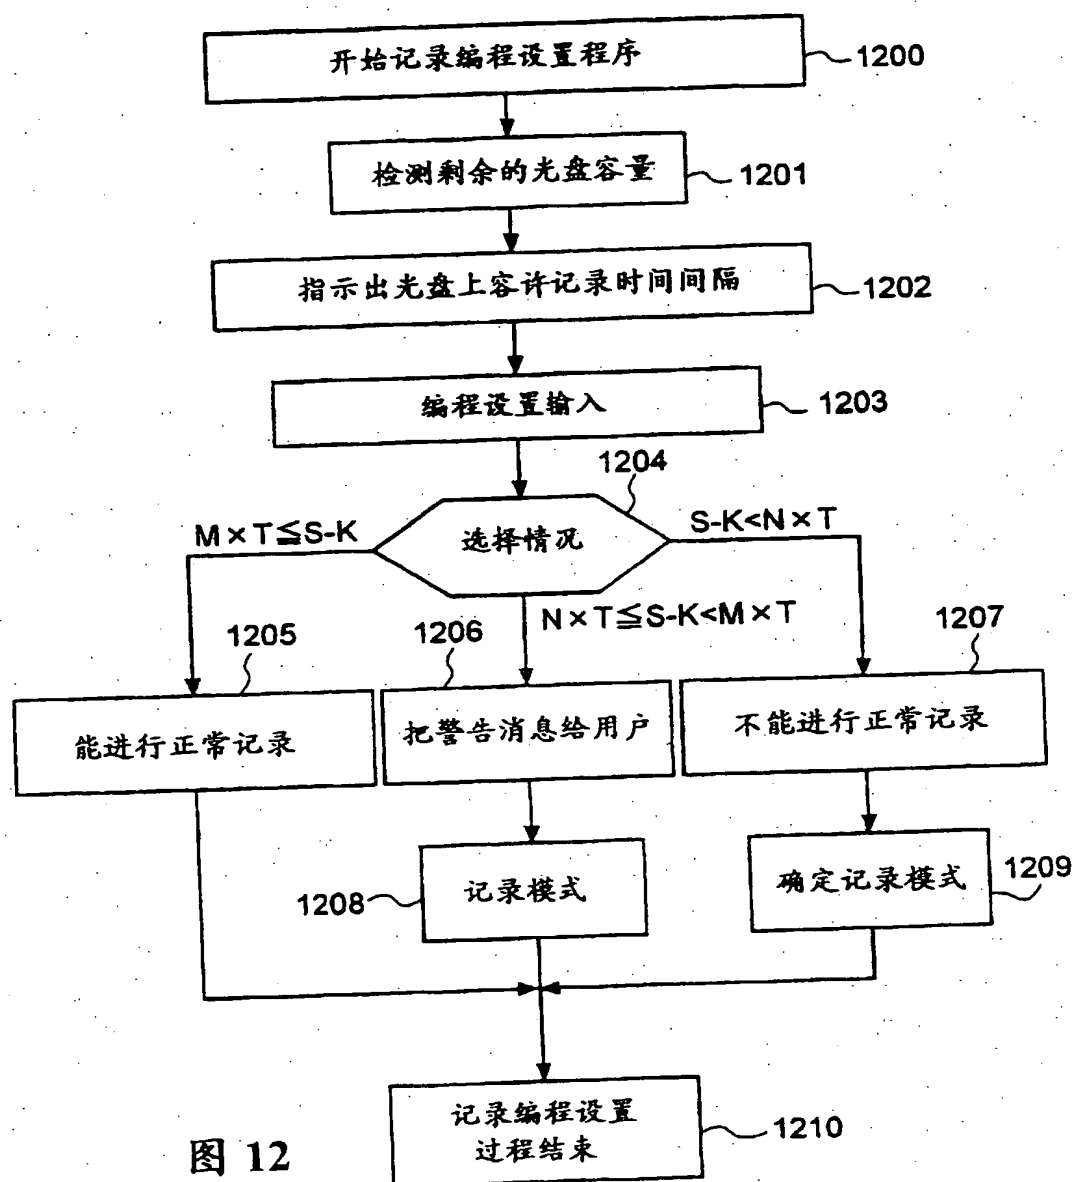 开始记录编程设置程序
1200
检测剩余的光盘容量
1201
指示出光盘上容许记录时间间隔
1202
编程设置输入
1203
1204
选择情况
M×T≦S-K
S-K<N×T
N×T≦S-K<M×T
1205
1206
1207
能进行正常记录
把警告消息给用户
不能进行正常记录
记录模式
1208
确定记录模式
1209
记录编程设置
过程结束
1210
图 12